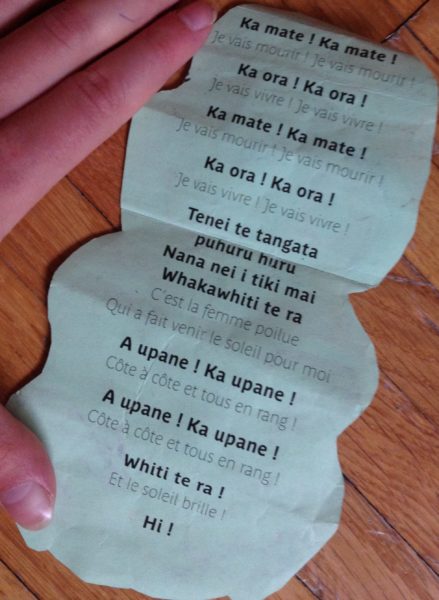 Ka mate ! Ka mate !
Je vais mourir ! Je vais mourir !
Ka ora ! Ka ora !
Je vais vivre ! Je vais vivre !
Ka mate ! Ka mate !
Je vais mourir ! Je vais mourir !
Ka ora ! Ka ora !
Je vais vivre ! Je vais vivre !
Tenei te tangata
puhuru huru
Nana nei i tiki mai
Whakawhiti te ra
C'est la femme poilue
Qui a fait venir le soleil pour moi
A upane ! Ka upane !
Côte à côte et tous en rang !
A upane ! Ka upane !
Côte à côte et tous en rang !
Whiti te ra !
Et le soleil brille !
Hi !